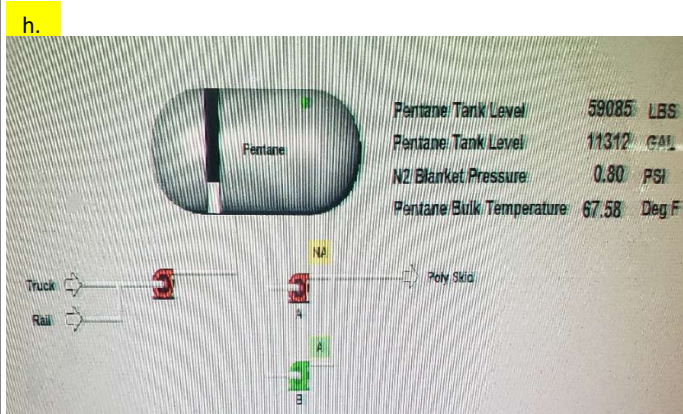 h.
Pentane Tank Level 59085 LBS
Pentane Tank Level 11312 GAL
Pentane
N2 Blanket Pressure 0.80 PSI
Pentane Bulk Temperature 67.58 Deg F
NA
Truck
Poly Skid
A
Rail
A
B